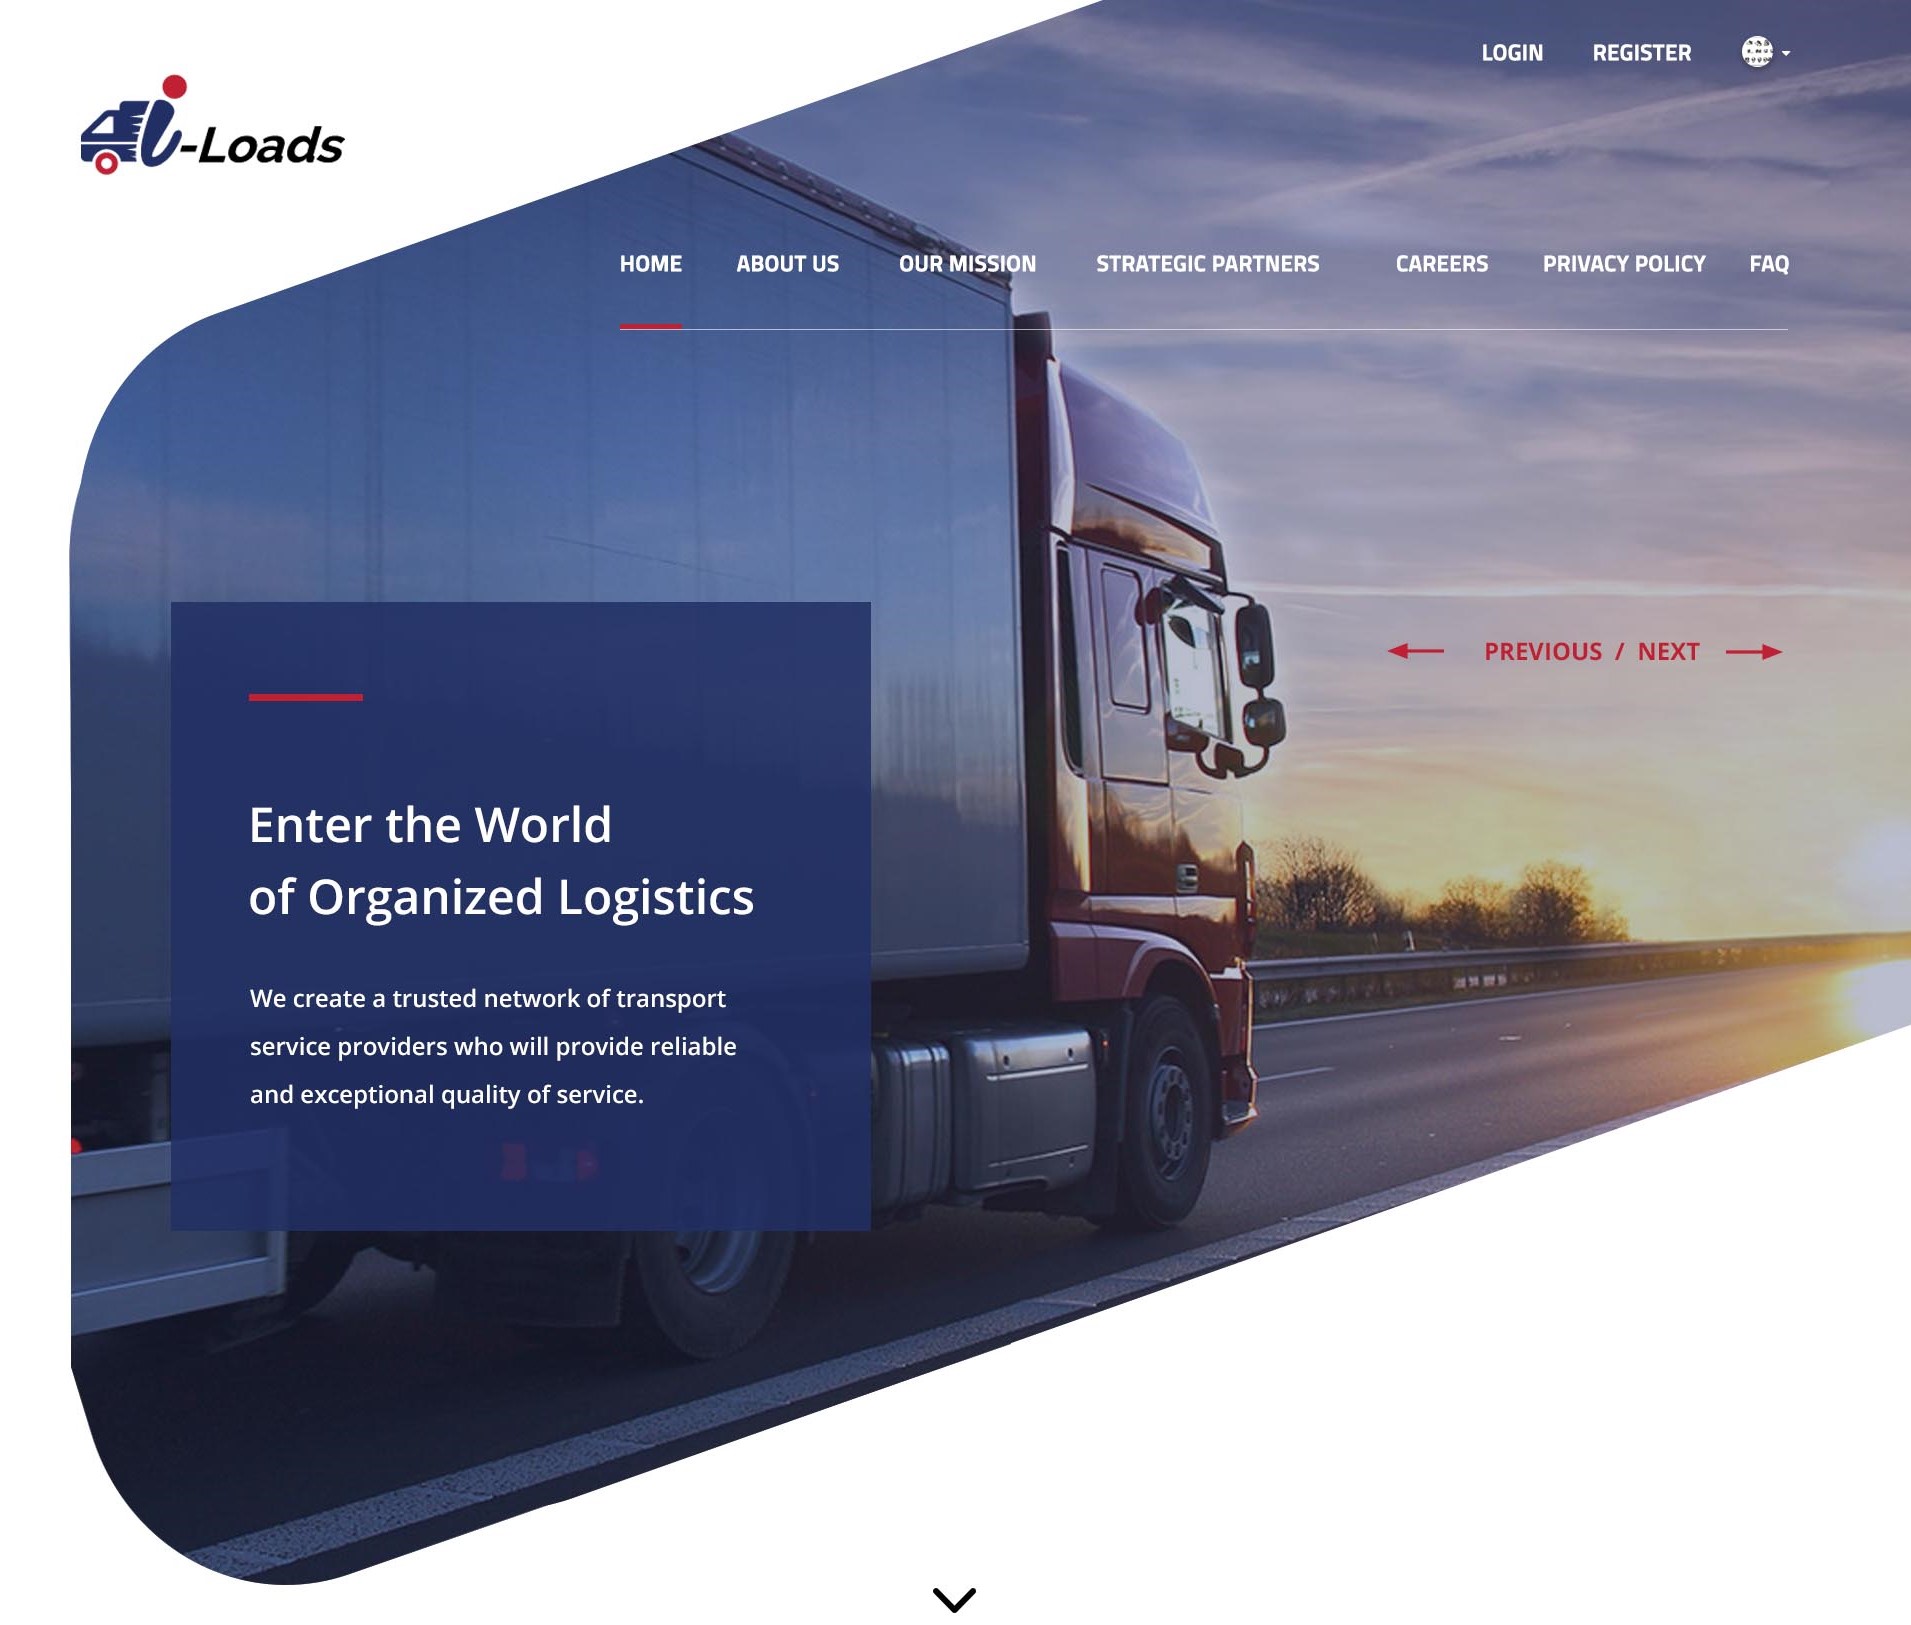 LOGIN REGISTER
i-Loads
HOME ABOUT US OUR MISSION STRATEGIC PARTNERS CAREERS PRIVACY POLICY FAQ
PREVIOUS / NEXT
Enter the World
of Organized Logistics
We create a trusted network of transport
service providers who will provide reliable
and exceptional quality of service.